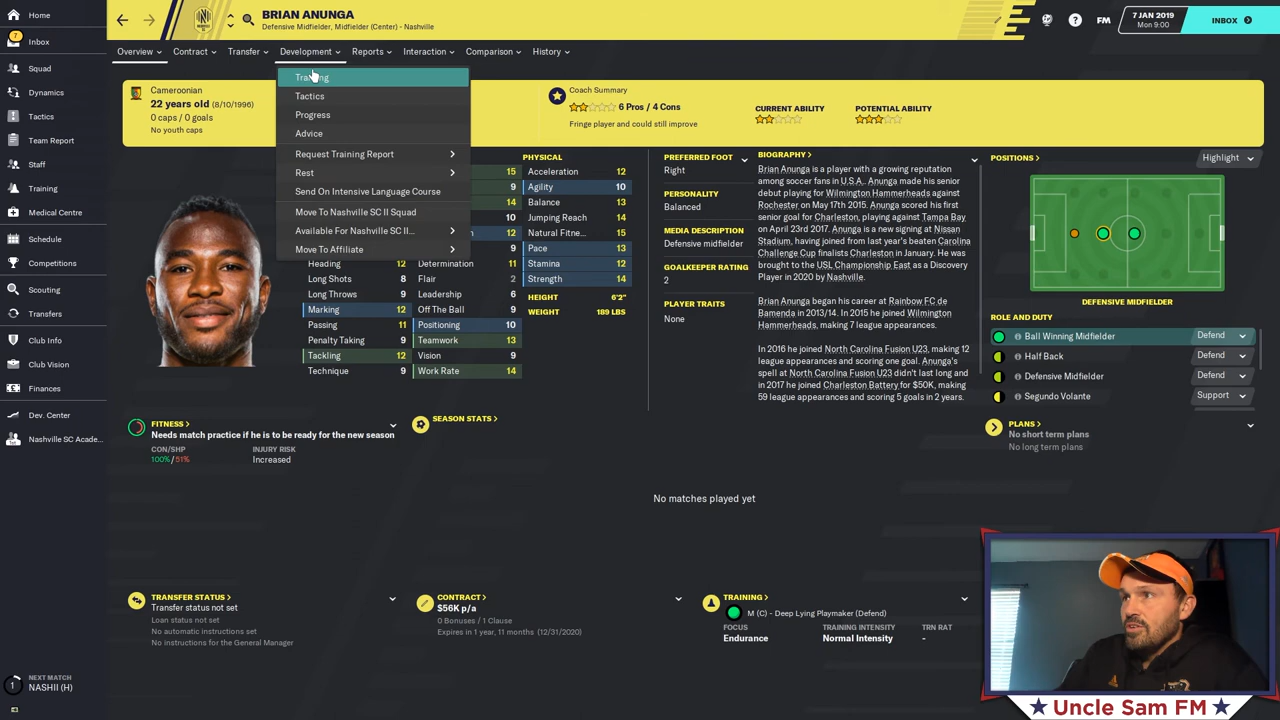 BRIAN ANUNGA
Defensive Midfielder, Midfielder (Center) - Nashville
7 JAN 2019
Mon 9:00
INBOX
FM
7
Home
Inbox
Squad
Dynamics
Tactics
Team Report
Staff
Training
Medical Centre
Schedule
Competitions
Scouting
Transfers
Club Info
Club Vision
Finances
Dev. Center
Nashville SC Acade...
1
NEXT MATCH
NASHII (H)
Overview
Contract
Transfer
Development
Reports
Interaction
Comparison
History
Training
Tactics
Progress
Advice
Request Training Report
Rest
Send On Intensive Language Course
Move To Nashville SC II Squad
Available For Nashville SC II...
Move To Affiliate
Cameroonian
22 years old (8/10/1996)
0 caps / 0 goals
No youth caps
Coach Summary
6 Pros / 4 Cons
Fringe player and could still improve
CURRENT ABILITY
POTENTIAL ABILITY
15
9
14
10
12
9
Heading 12
Long Shots 8
Long Throws 9
Marking 12
Passing 11
Penalty Taking 9
Tackling 12
Technique 9
12
9
Determination 11
Flair 2
Leadership 6
Off The Ball 9
Positioning 10
Teamwork 13
Vision 9
Work Rate 14
PHYSICAL
Acceleration 12
Agility 10
Balance 13
Jumping Reach 14
Natural Fitne... 15
Pace 13
Stamina 12
Strength 14
HEIGHT 6'2"
WEIGHT 189 LBS
PREFERRED FOOT
Right
PERSONALITY
Balanced
MEDIA DESCRIPTION
Defensive midfielder
GOALKEEPER RATING
2
PLAYER TRAITS
None
BIOGRAPHY
Brian Anunga is a player with a growing reputation
among soccer fans in U.S.A.. Anunga made his senior
debut playing for Wilmington Hammerheads against
Rochester on May 17th 2015. Anunga scored his first
senior goal for Charleston, playing against Tampa Bay
on April 23rd 2017. Anunga is a new signing at Nissan
Stadium, having joined from last year's beaten Carolina
Challenge Cup finalists Charleston in January. He was
brought to the USL Championship East as a Discovery
Player in 2020 by Nashville.
Brian Anunga began his career at Rainbow FC de
Bamenda in 2013/14. In 2015 he joined Wilmington
Hammerheads, making 7 league appearances.
In 2016 he joined North Carolina Fusion U23, making 12
league appearances and scoring one goal. Anunga's
spell at North Carolina Fusion U23 didn't last long and
in 2017 he joined Charleston Battery for $50K, making
59 league appearances and scoring 5 goals in 2 years.
POSITIONS
Highlight
DEFENSIVE MIDFIELDER
ROLE AND DUTY
Ball Winning Midfielder Defend
Half Back Defend
Defensive Midfielder Defend
Segundo Volante Support
FITNESS
Needs match practice if he is to be ready for the new season
CON/SHP
100%/51%
INJURY RISK
Increased
SEASON STATS
No matches played yet
PLANS
No short term plans
No long term plans
TRANSFER STATUS
Transfer status not set
Loan status not set
No automatic instructions set
No instructions for the General Manager
CONTRACT
$56K p/a
0 Bonuses / 1 Clause
Expires in 1 year, 11 months (12/31/2020)
TRAINING
M (C) - Deep Lying Playmaker (Defend)
FOCUS
Endurance
TRAINING INTENSITY
Normal Intensity
TRN RAT
-
Uncle Sam FM